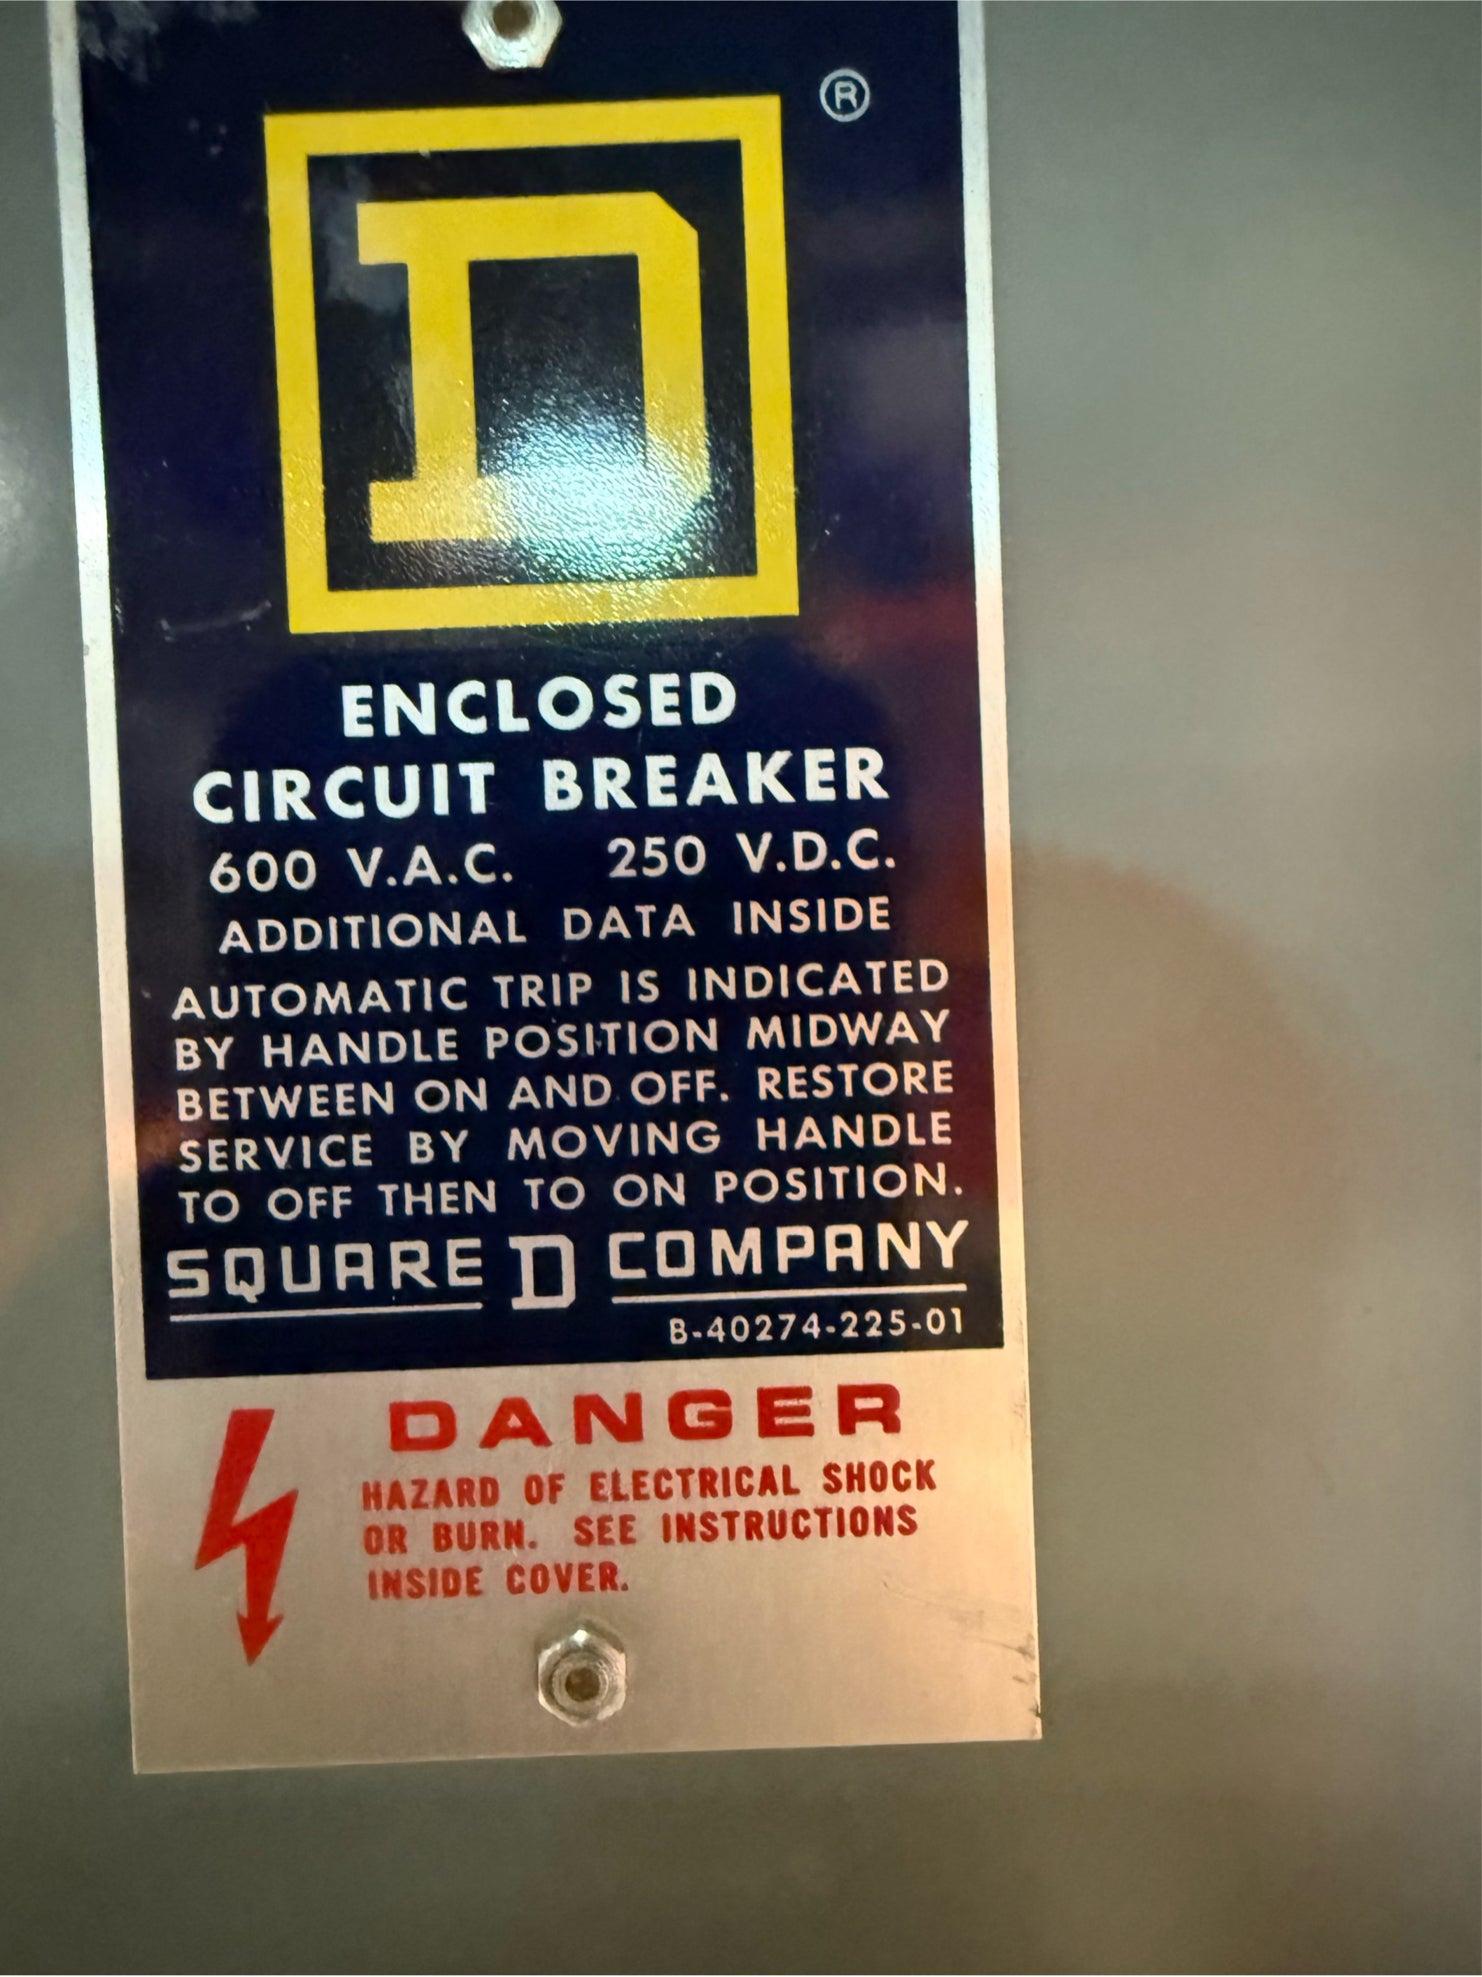 ®
D
ENCLOSED
CIRCUIT BREAKER
600 V.A.C. 250 V.D.C.
ADDITIONAL DATA INSIDE
AUTOMATIC TRIP IS INDICATED
BY HANDLE POSITION MIDWAY
BETWEEN ON AND OFF. RESTORE
SERVICE BY MOVING HANDLE
TO OFF THEN TO ON POSITION.
SQUARE D COMPANY
B-40274-225-01
DANGER
HAZARD OF ELECTRICAL SHOCK
OR BURN. SEE INSTRUCTIONS
INSIDE COVER.